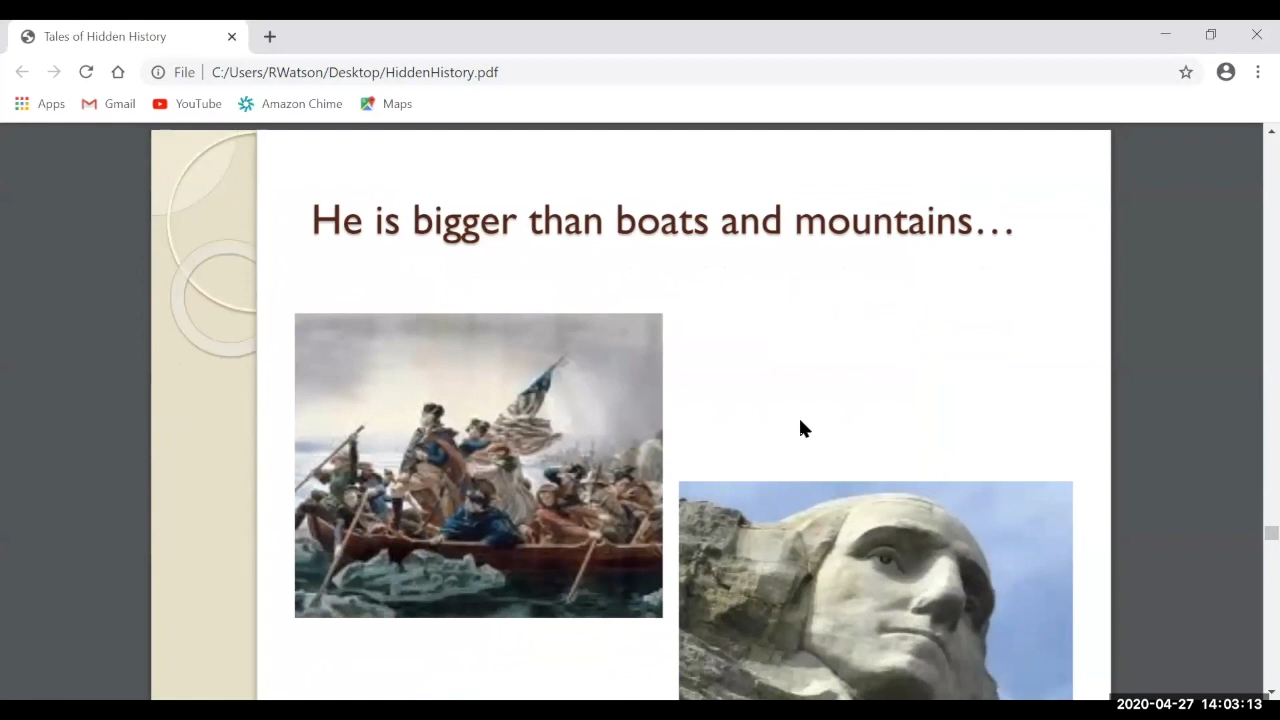 Tales of Hidden History
File C:/Users/RWatson/Desktop/HiddenHistory.pdf
Apps Gmail YouTube Amazon Chime Maps
He is bigger than boats and mountains…
2020-04-27 14:03:13